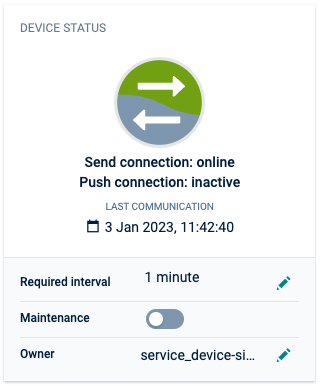 DEVICE STATUS
Send connection: online
Push connection: inactive
LAST COMMUNICATION
3 Jan 2023, 11:42:40
Required interval 1 minute
Maintenance
Owner service_device-si...